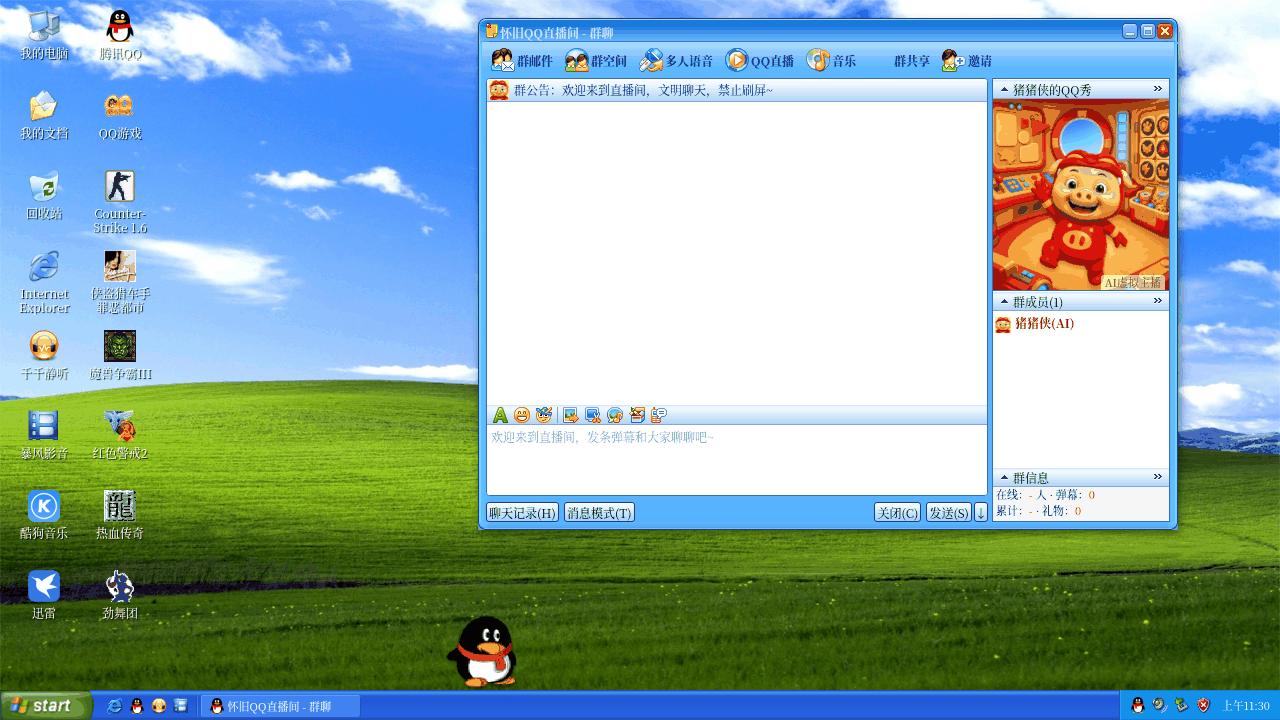 我的电脑
腾讯QQ
我的文档
QQ游戏
回收站
Counter-
Strike 1.6
Internet
Explorer
侠盗猎车手
罪恶都市
千千静听
魔兽争霸III
暴风影音
红色警戒2
酷狗音乐
热血传奇
迅雷
劲舞团
怀旧QQ直播间 - 群聊
群邮件 群空间 多人语音 QQ直播 音乐 群共享 邀请
群公告：欢迎来到直播间，文明聊天，禁止刷屏~
欢迎来到直播间，发条弹幕和大家聊聊吧~
聊天记录(H) 消息模式(T) 关闭(C) 发送(S) ↓
猪猪侠的QQ秀
AI虚拟主播
群成员(1)
猪猪侠(AI)
群信息
在线：- 人 · 弹幕：0
累计：- · 礼物：0
start
怀旧QQ直播间 - 群聊
上午11:30